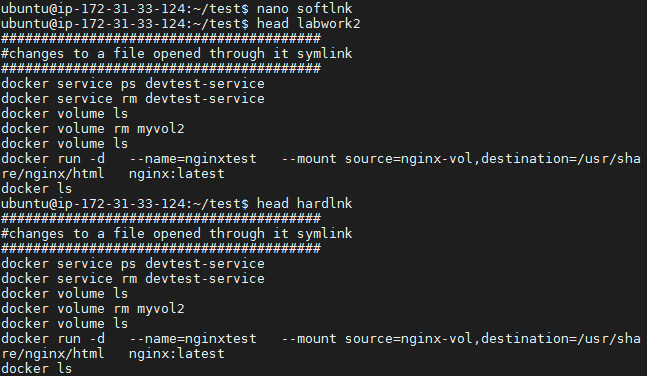 ubuntu@ip-172-31-33-124:~/test$ nano softlnk
ubuntu@ip-172-31-33-124:~/test$ head labwork2
########################################
#changes to a file opened through it symlink
########################################
docker service ps devtest-service
docker service rm devtest-service
docker volume ls
docker volume rm myvol2
docker volume ls
docker run -d   --name=nginxtest   --mount source=nginx-vol,destination=/usr/sha
re/nginx/html   nginx:latest
docker ls
ubuntu@ip-172-31-33-124:~/test$ head hardlnk
########################################
#changes to a file opened through it symlink
########################################
docker service ps devtest-service
docker service rm devtest-service
docker volume ls
docker volume rm myvol2
docker volume ls
docker run -d   --name=nginxtest   --mount source=nginx-vol,destination=/usr/sha
re/nginx/html   nginx:latest
docker ls